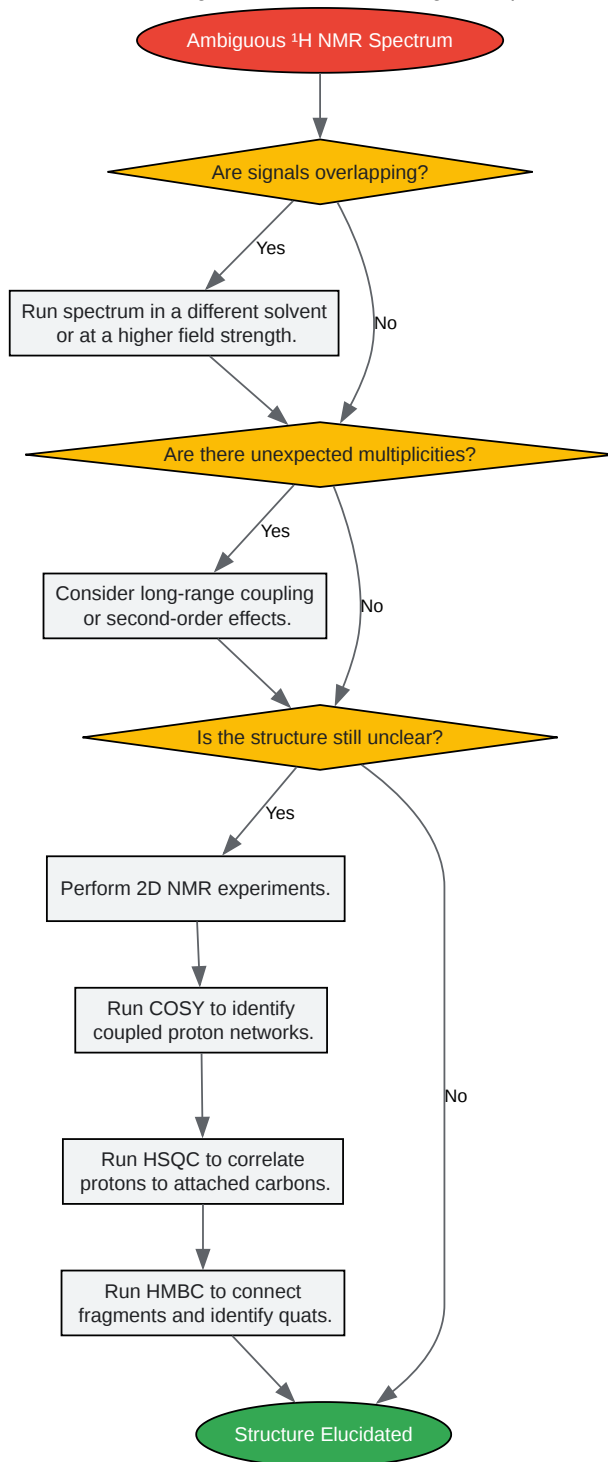 Ambiguous ¹H NMR Spectrum
Are signals overlapping?
Yes
Run spectrum in a different solvent
or at a higher field strength.
No
Are there unexpected multiplicities?
Yes
Consider long-range coupling
or second-order effects.
No
Is the structure still unclear?
Yes
Perform 2D NMR experiments.
Run COSY to identify
coupled proton networks.
No
Run HSQC to correlate
protons to attached carbons.
Run HMBC to connect
fragments and identify quats.
Structure Elucidated